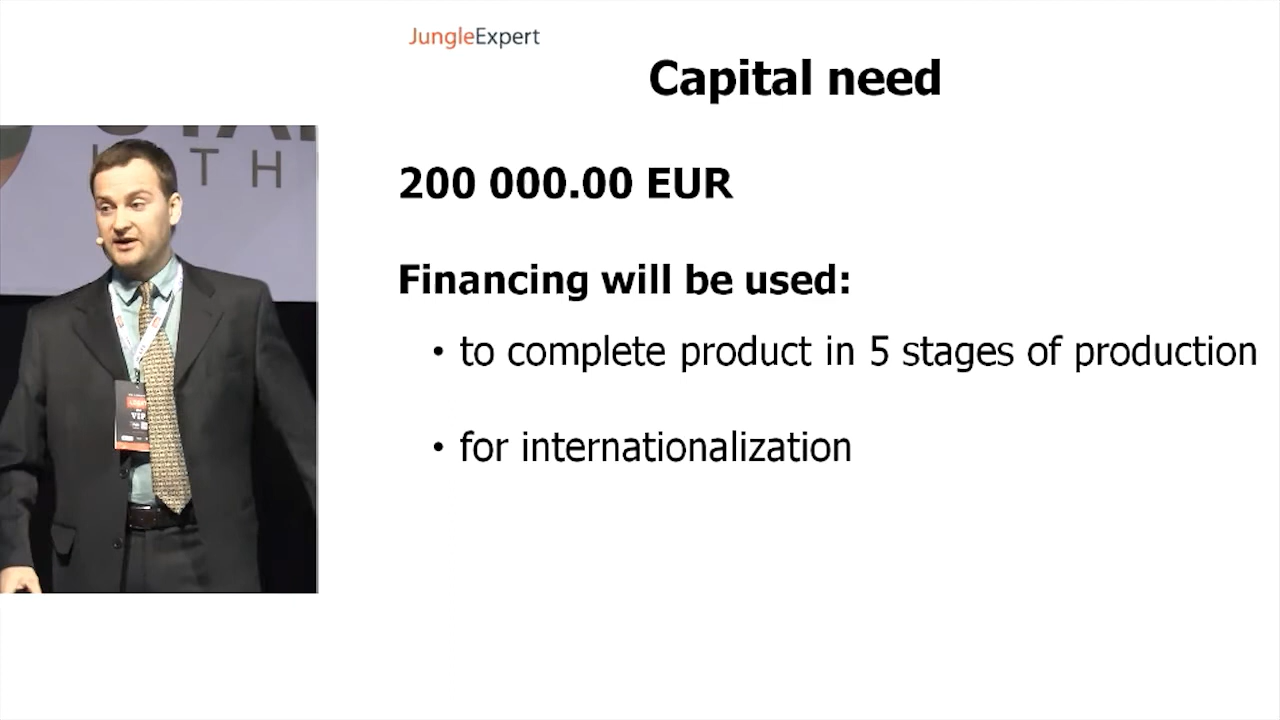 JungleExpert
Capital need
200 000.00 EUR
Financing will be used:
• to complete product in 5 stages of production
• for internationalization
VIP